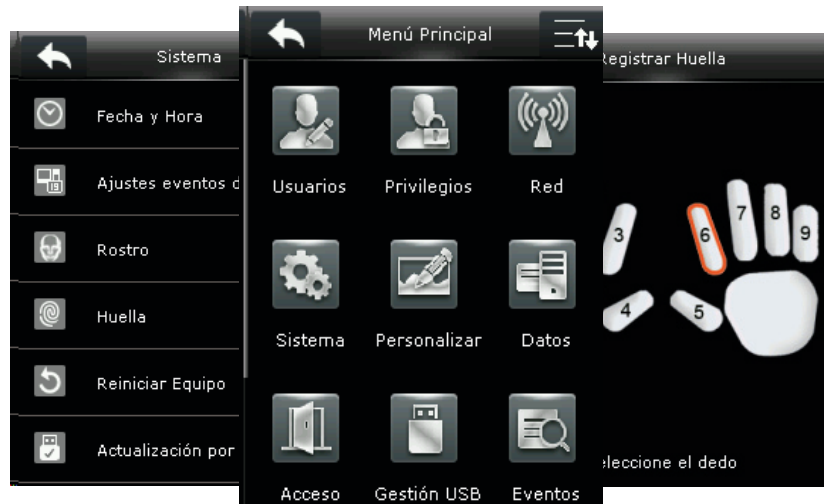 Sistema
Fecha y Hora
Ajustes eventos d
Rostro
Huella
Reiniciar Equipo
Actualización por
Menú Principal
Usuarios Privilegios Red
Sistema Personalizar Datos
Acceso Gestión USB Eventos
Registrar Huella
3 6 7 8 9
4 5
eleccione el dedo